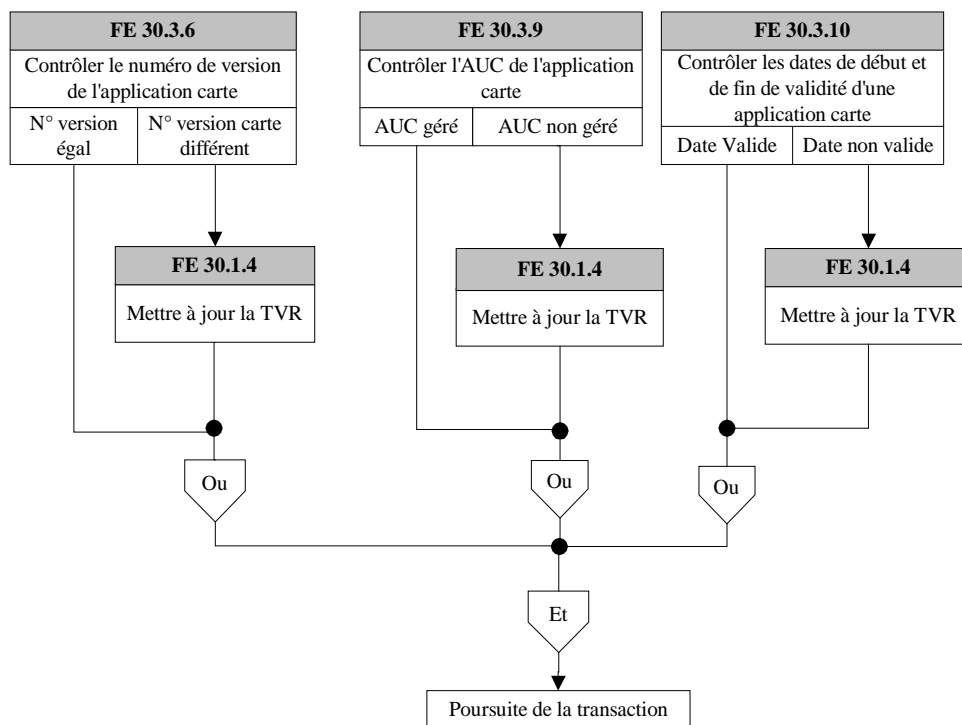 FE 30.3.6
Contrôler le numéro de version
de l'application carte
N° version
égal
N° version carte
différent
FE 30.3.9
Contrôler l'AUC de l'application
carte
AUC géré
AUC non géré
FE 30.3.10
Contrôler les dates de début et
de fin de validité d'une
application carte
Date Valide
Date non valide
FE 30.1.4
Mettre à jour la TVR
FE 30.1.4
Mettre à jour la TVR
FE 30.1.4
Mettre à jour la TVR
Ou
Ou
Ou
Et
Poursuite de la transaction